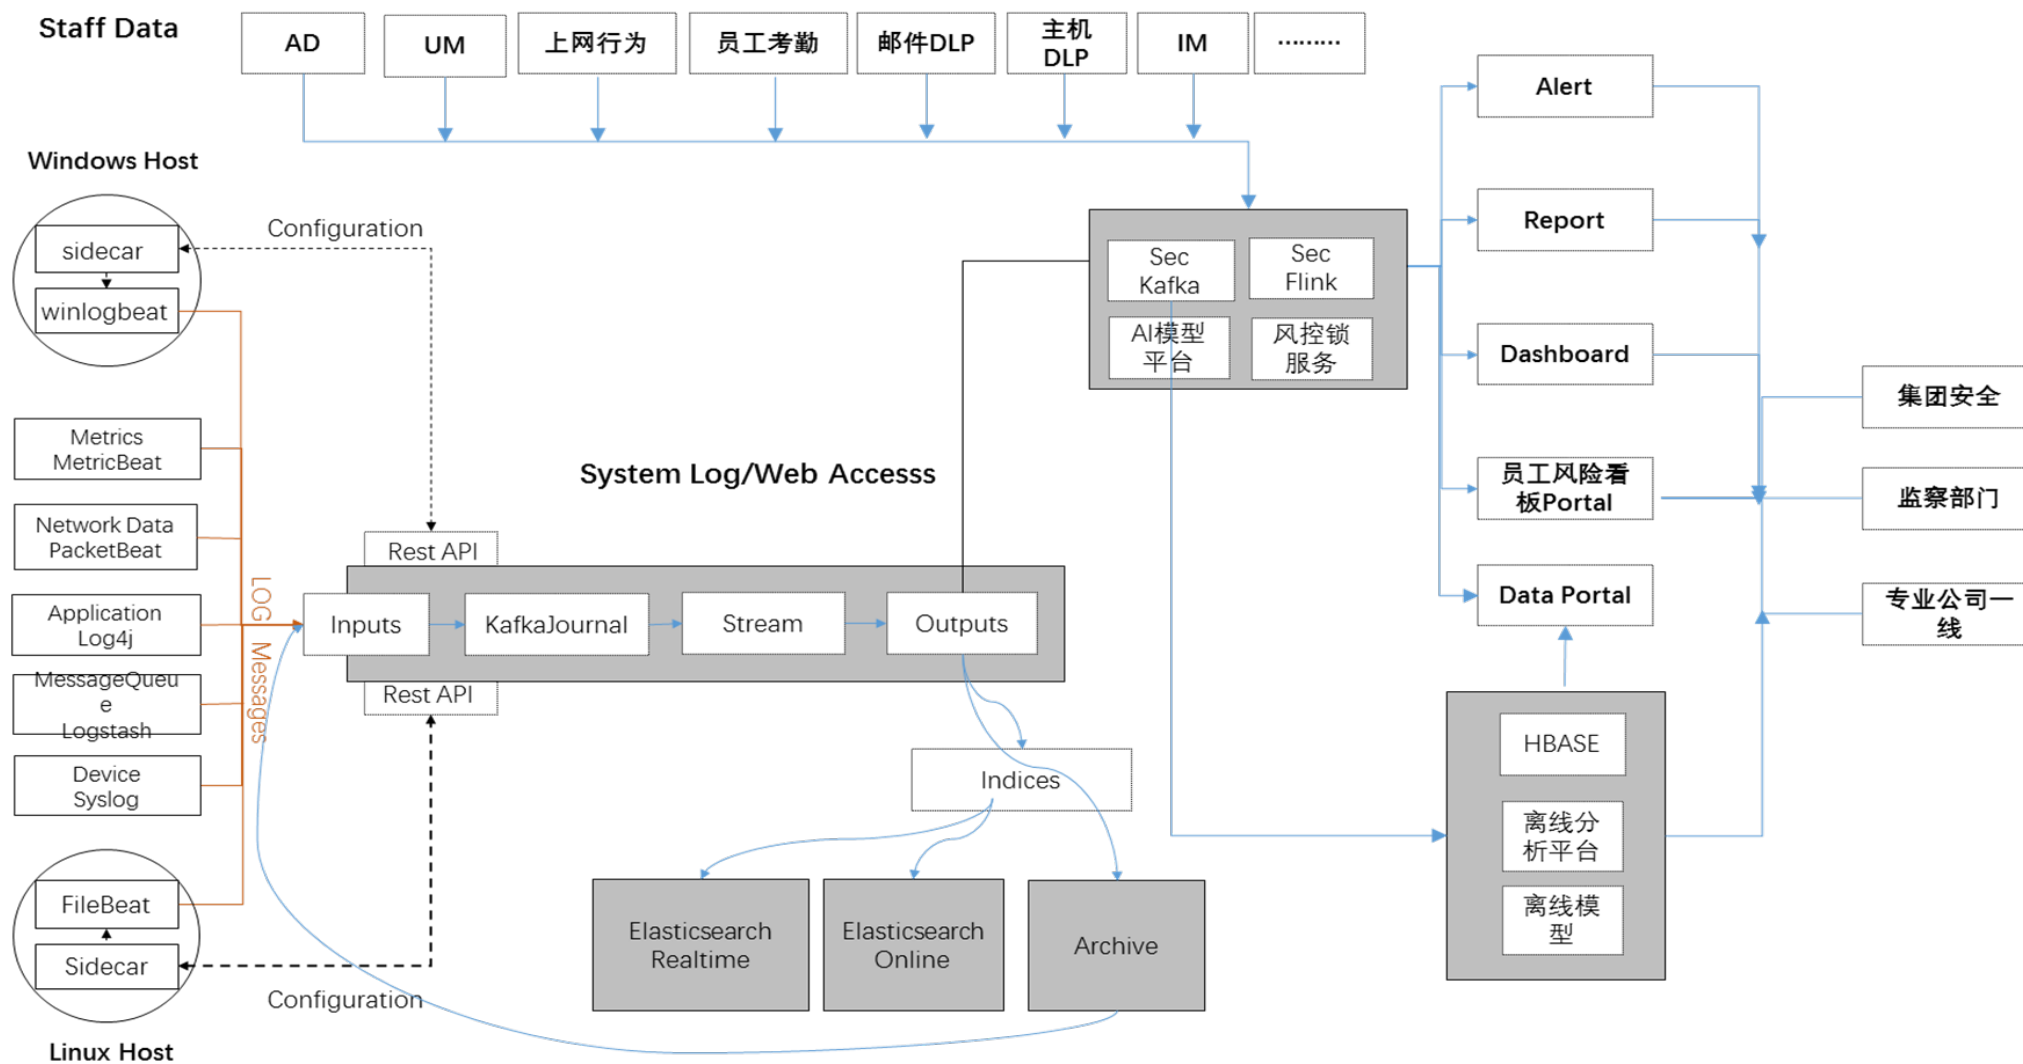 Staff Data
AD
UM
上网行为
员工考勤
邮件DLP
主机
DLP
IM
………
Windows Host
sidecar
winlogbeat
Configuration
Metrics
MetricBeat
Network Data
PacketBeat
Application
Log4j
MessageQueu
e
Logstash
Device
Syslog
FileBeat
Sidecar
Configuration
Linux Host
LOG Messages
System Log/Web Accesss
Rest API
Inputs
KafkaJournal
Stream
Outputs
Rest API
Indices
Elasticsearch
Realtime
Elasticsearch
Online
Archive
Sec
Kafka
Sec
Flink
AI模型
平台
风控锁
服务
Alert
Report
Dashboard
员工风险看
板Portal
Data Portal
HBASE
离线分
析平台
离线模
型
集团安全
监察部门
专业公司一
线